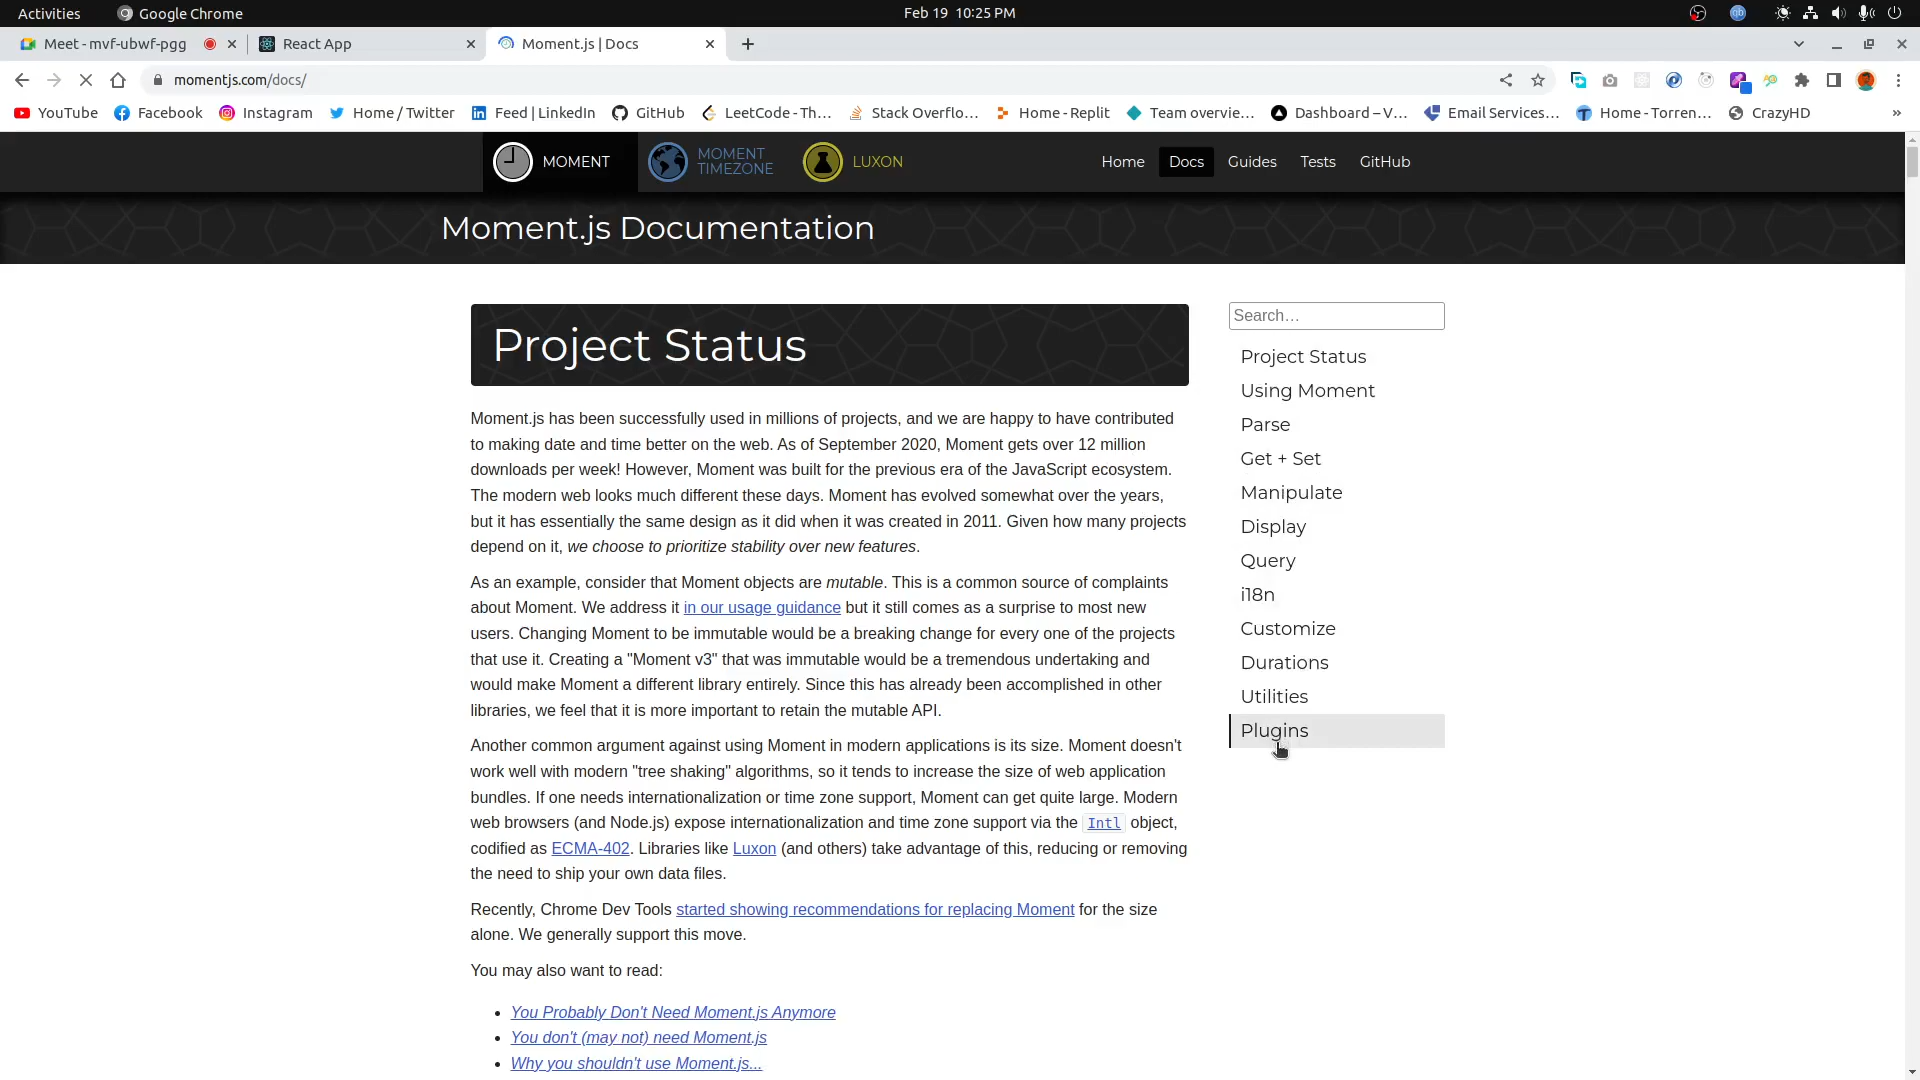 Activities
Google Chrome
Feb 19 10:25 PM
Meet - mvf-ubwf-pgg
React App
Moment.js | Docs
momentjs.com/docs/
YouTube
Facebook
Instagram
Home / Twitter
Feed | LinkedIn
GitHub
LeetCode - Th…
Stack Overflo…
Home - Replit
Team overvie…
Dashboard – V…
Email Services…
Home - Torren…
CrazyHD
»
MOMENT
MOMENT
TIMEZONE
LUXON
Home
Docs
Guides
Tests
GitHub
Moment.js Documentation
Project Status
Moment.js has been successfully used in millions of projects, and we are happy to have contributed
to making date and time better on the web. As of September 2020, Moment gets over 12 million
downloads per week! However, Moment was built for the previous era of the JavaScript ecosystem.
The modern web looks much different these days. Moment has evolved somewhat over the years,
but it has essentially the same design as it did when it was created in 2011. Given how many projects
depend on it, we choose to prioritize stability over new features.
As an example, consider that Moment objects are mutable. This is a common source of complaints
about Moment. We address it in our usage guidance but it still comes as a surprise to most new
users. Changing Moment to be immutable would be a breaking change for every one of the projects
that use it. Creating a "Moment v3" that was immutable would be a tremendous undertaking and
would make Moment a different library entirely. Since this has already been accomplished in other
libraries, we feel that it is more important to retain the mutable API.
Another common argument against using Moment in modern applications is its size. Moment doesn't
work well with modern "tree shaking" algorithms, so it tends to increase the size of web application
bundles. If one needs internationalization or time zone support, Moment can get quite large. Modern
web browsers (and Node.js) expose internationalization and time zone support via the Intl object,
codified as ECMA-402. Libraries like Luxon (and others) take advantage of this, reducing or removing
the need to ship your own data files.
Recently, Chrome Dev Tools started showing recommendations for replacing Moment for the size
alone. We generally support this move.
You may also want to read:
• You Probably Don't Need Moment.js Anymore
• You don't (may not) need Moment.js
• Why you shouldn't use Moment.js...
Search…
Project Status
Using Moment
Parse
Get + Set
Manipulate
Display
Query
i18n
Customize
Durations
Utilities
Plugins